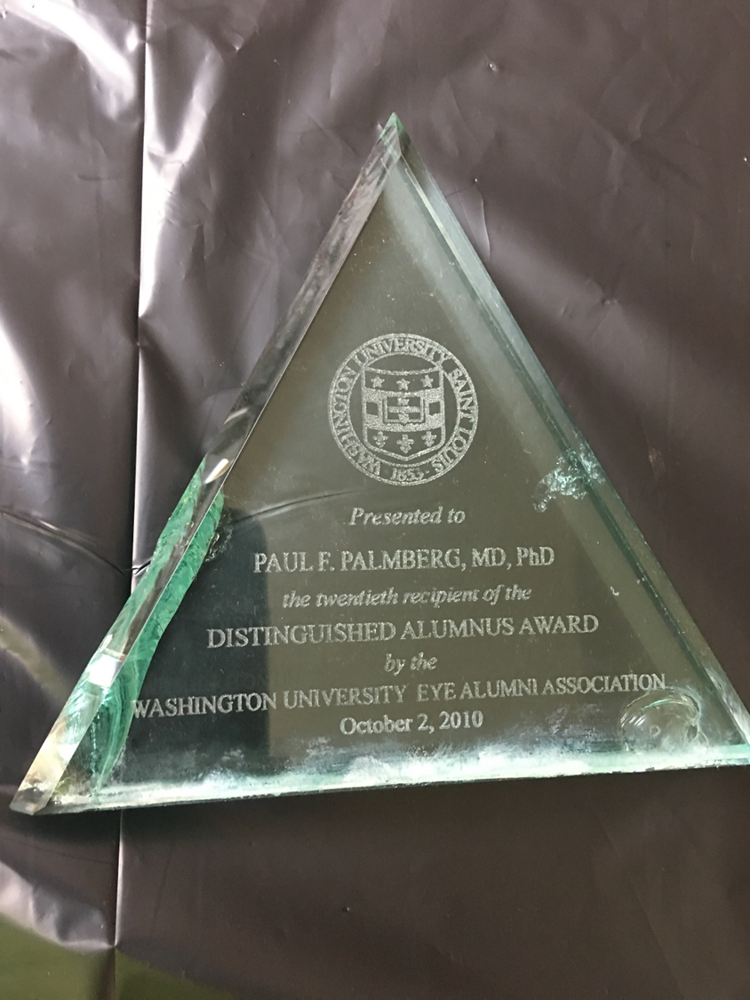 WASHINGTON UNIVERSITY SAINT LOUIS
1853
Presented to
PAUL F. PALMBERG, MD, PhD
the twentieth recipient of the
DISTINGUISHED ALUMNUS AWARD
by the
WASHINGTON UNIVERSITY EYE ALUMNI ASSOCIATION
October 2, 2010